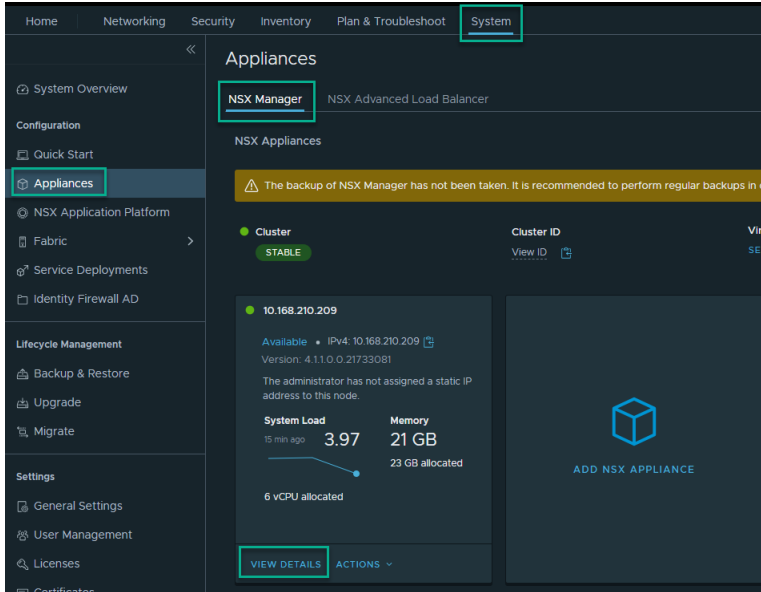 Home Networking Security Inventory Plan & Troubleshoot System
Appliances
System Overview
NSX Manager NSX Advanced Load Balancer
Configuration
NSX Appliances
Quick Start
Appliances
The backup of NSX Manager has not been taken. It is recommended to perform regular backups in
NSX Application Platform
Fabric
Cluster Cluster ID
STABLE View ID
Service Deployments
Identity Firewall AD
10.168.210.209
Lifecycle Management
Available • IPv4: 10.168.210.209
Version: 4.1.1.0.0.21733081
Backup & Restore
The administrator has not assigned a static IP
address to this node.
Upgrade
System Load Memory
Migrate
15 min ago 3.97 21 GB
23 GB allocated
ADD NSX APPLIANCE
Settings
6 vCPU allocated
General Settings
User Management
Licenses
VIEW DETAILS ACTIONS
Certificates